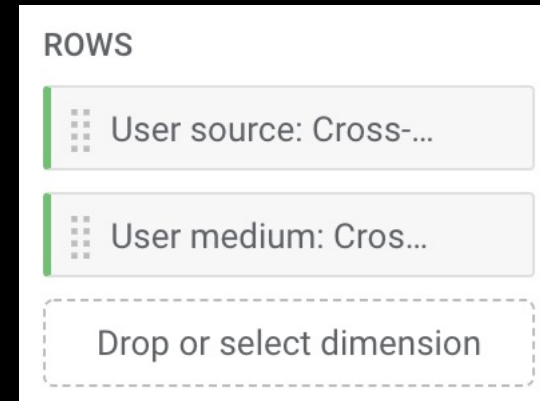 ROWS
User source: Cross-...
User medium: Cros...
Drop or select dimension